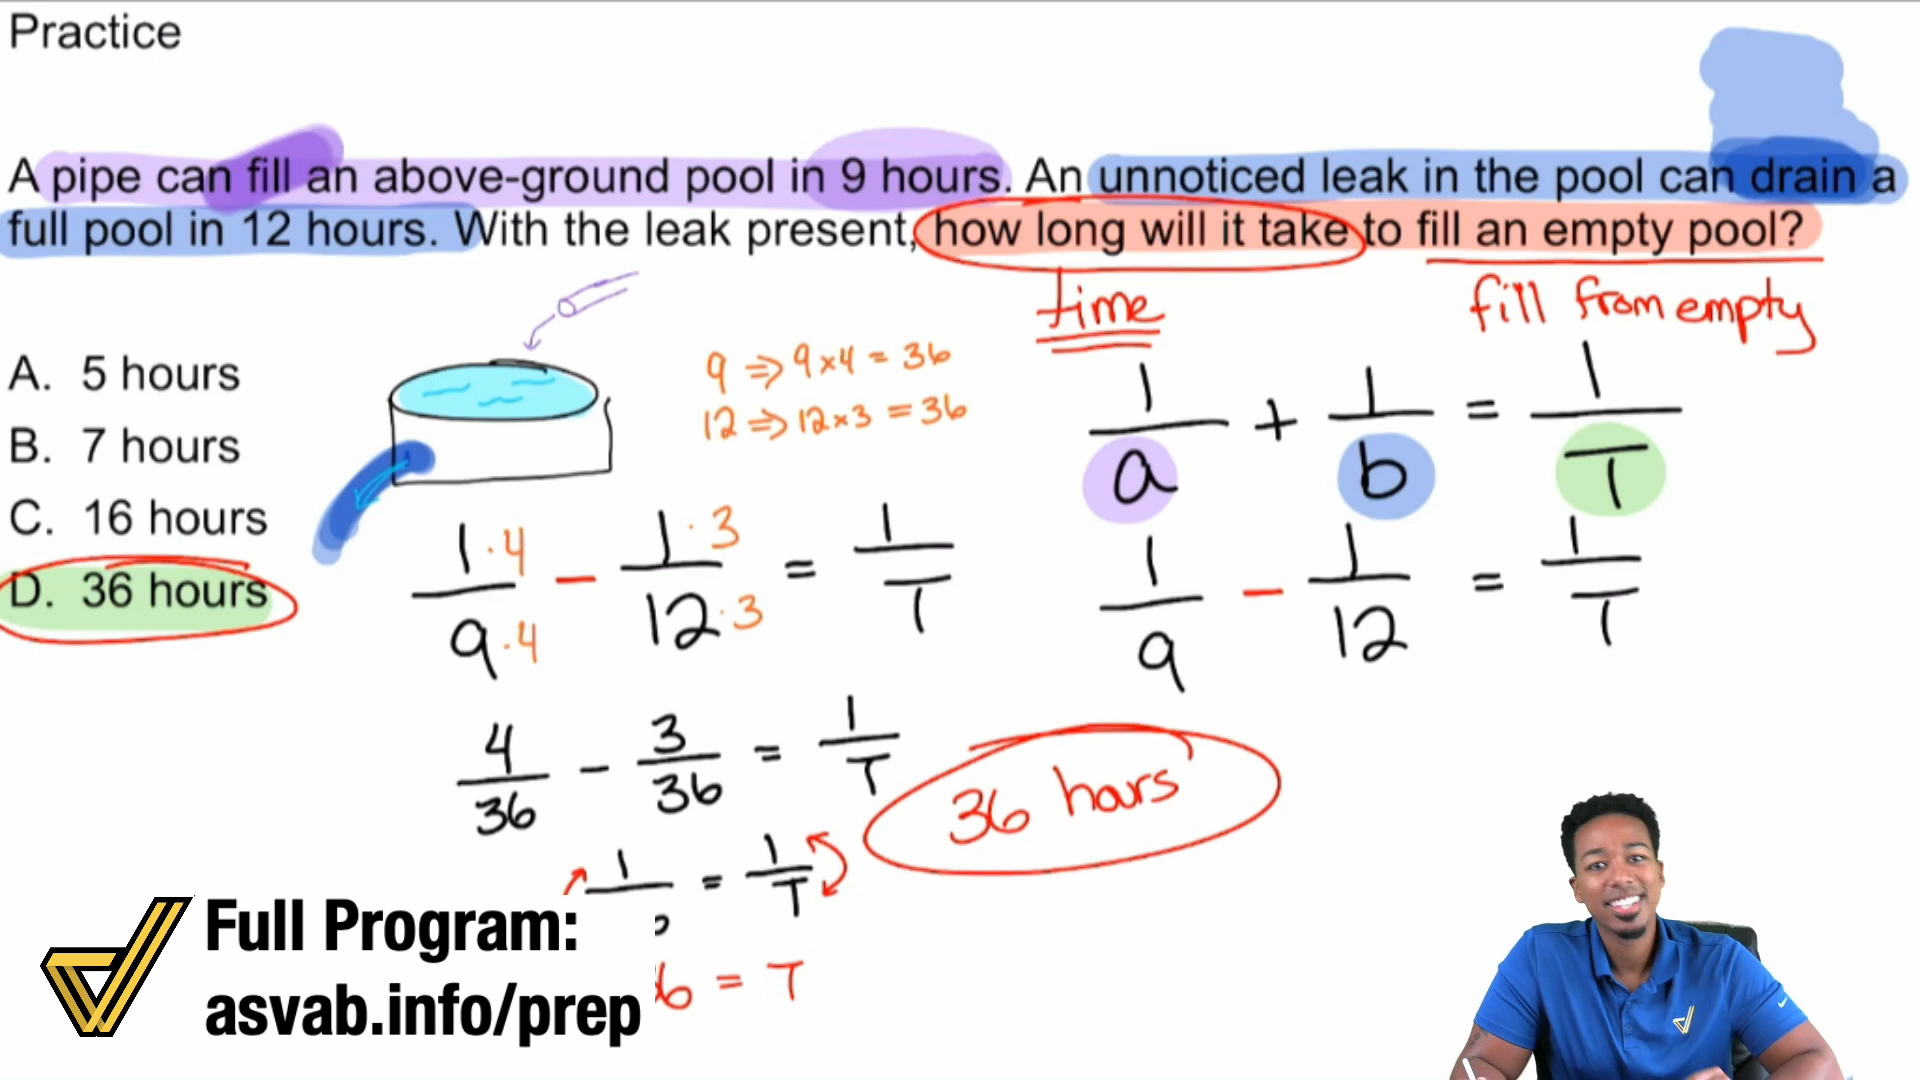 Practice
A pipe can fill an above-ground pool in 9 hours. An unnoticed leak in the pool can drain a
full pool in 12 hours. With the leak present, how long will it take to fill an empty pool?
time
fill from empty
A. 5 hours
B. 7 hours
C. 16 hours
D. 36 hours
9 ⇒ 9×4 = 36
12 ⇒ 12×3 = 36
1/a + 1/b = 1/T
1·4/9·4 − 1·3/12·3 = 1/T
1/9 − 1/12 = 1/T
4/36 − 3/36 = 1/T
36 hours
1 = 1/T
6 = T
Full Program:
asvab.info/prep